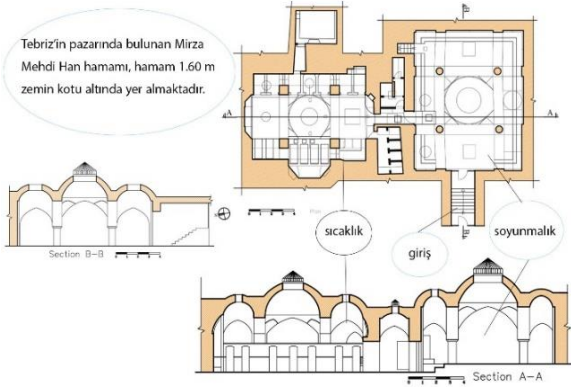 Tebriz'in pazarında bulunan Mirza
Mehdi Han hamamı, hamam 1.60 m
zemin kotu altında yer almaktadır.
A
A
B
B
Section B-B
Plan
sıcaklık
giriş
soyunmalık
Section A-A